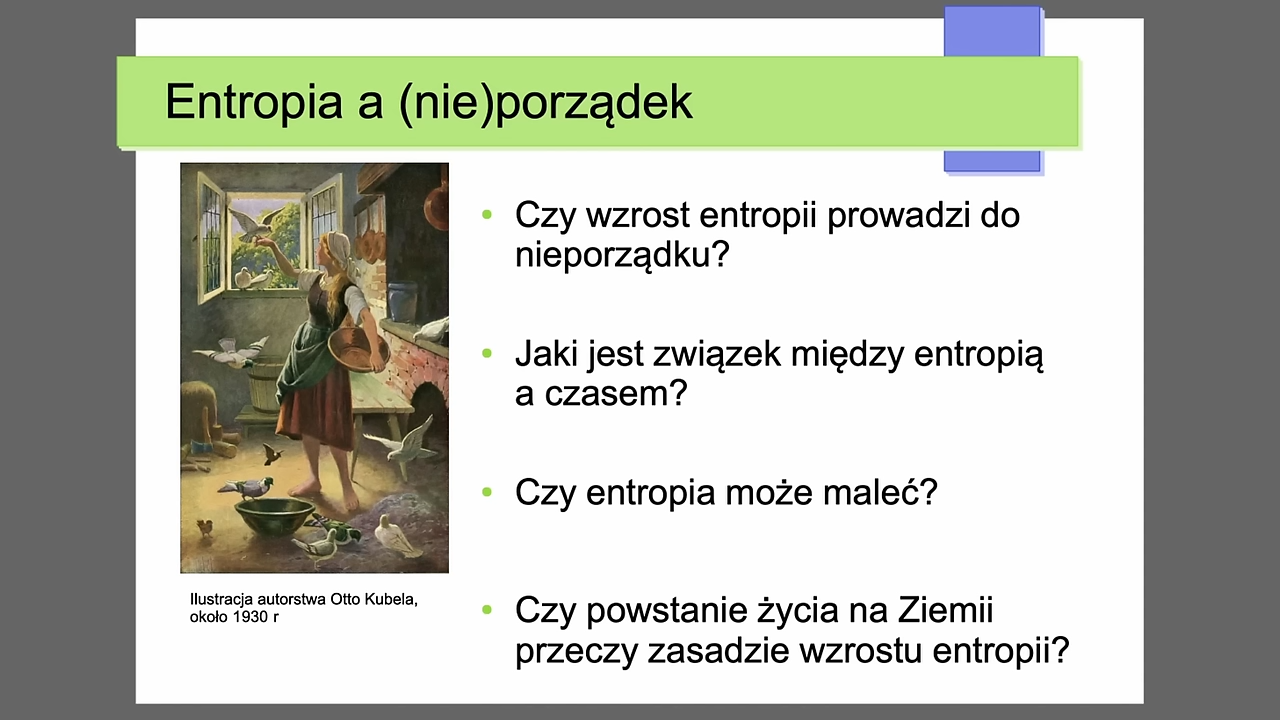 Entropia a (nie)porządek
Czy wzrost entropii prowadzi do
nieporządku?
Jaki jest związek między entropią
a czasem?
Czy entropia może maleć?
Czy powstanie życia na Ziemii
przeczy zasadzie wzrostu entropii?
Ilustracja autorstwa Otto Kubela,
około 1930 r